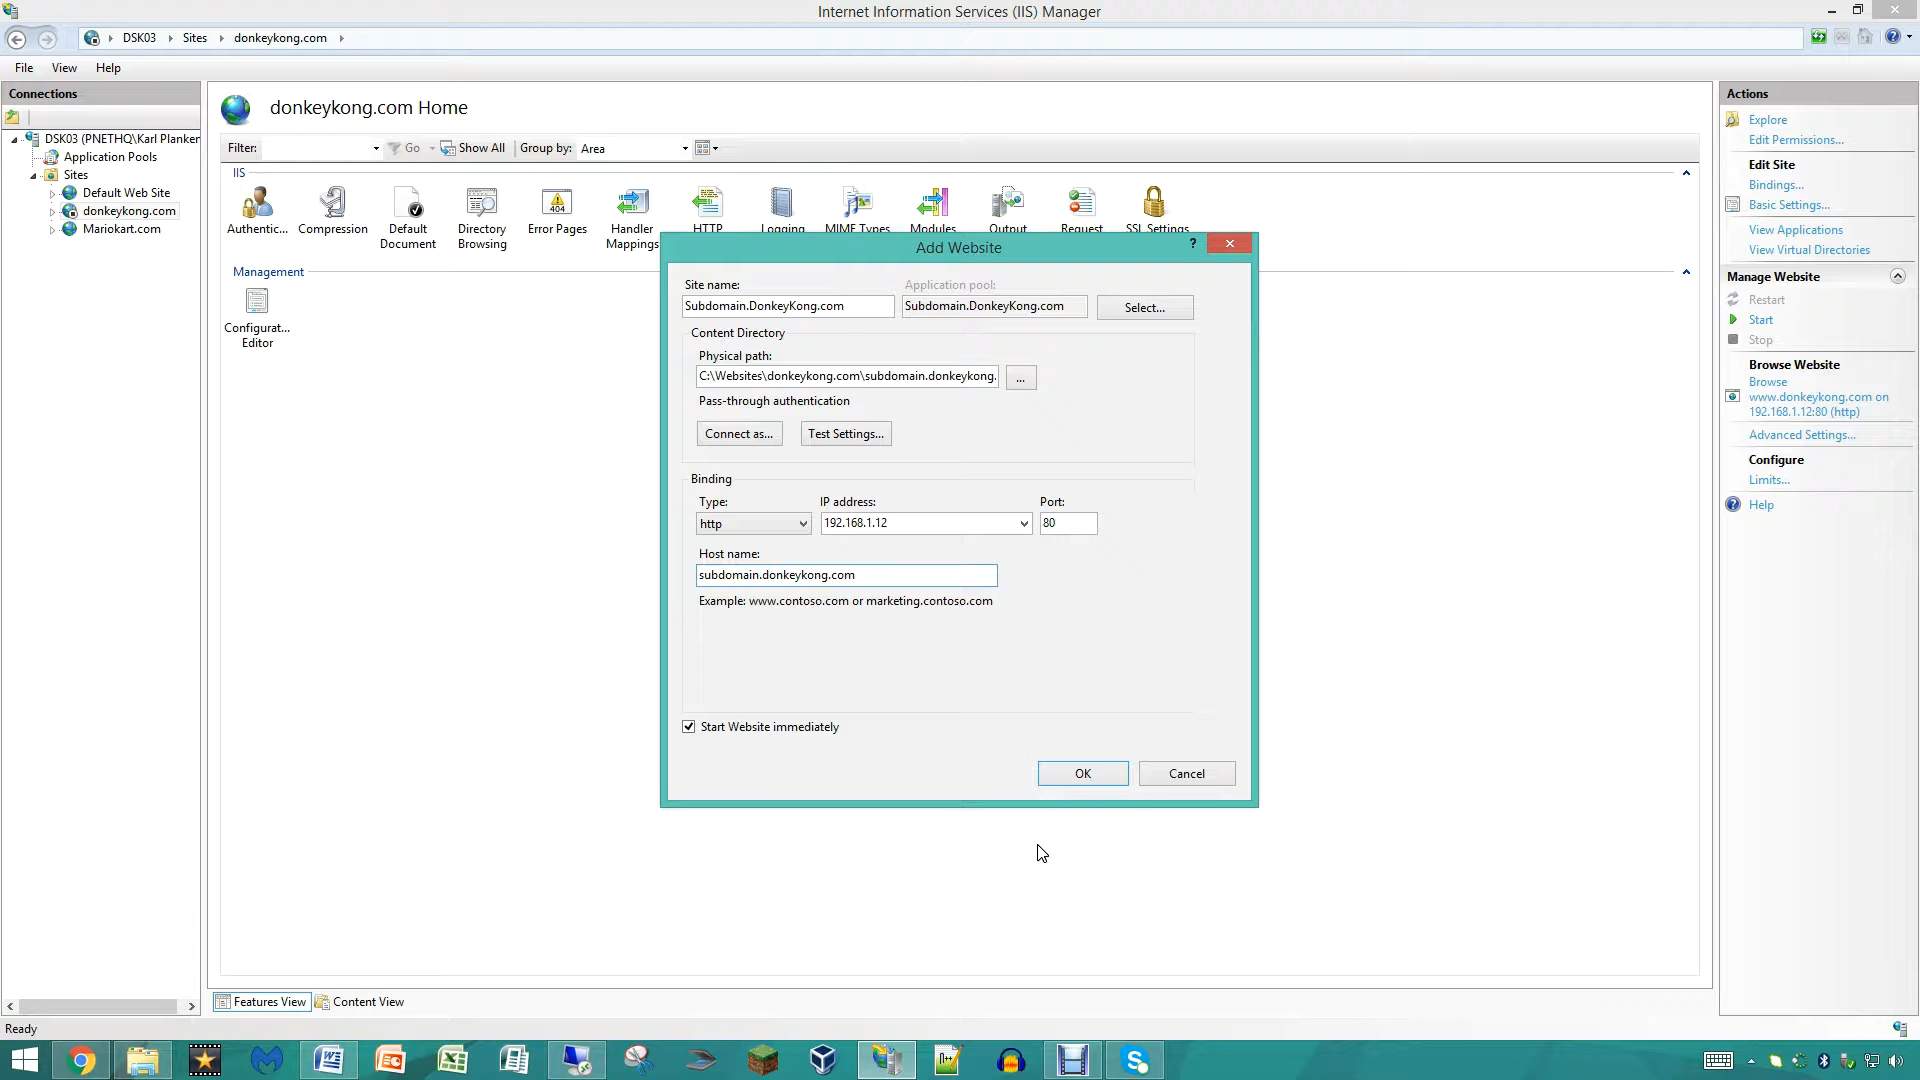 Internet Information Services (IIS) Manager
DSK03 Sites donkeykong.com
File View Help
Connections
DSK03 (PNETHQ\Karl Planken
Application Pools
Sites
Default Web Site
donkeykong.com
Mariokart.com
donkeykong.com Home
Filter: Go Show All Group by: Area
IIS
Authentic...
Compression
Default
Document
Directory
Browsing
Error Pages
Handler
Mappings
HTTP
Logging
MIME Types
Modules
Output
Request
SSL Settings
Management
Configurat...
Editor
Add Website
Site name:
Subdomain.DonkeyKong.com
Application pool:
Subdomain.DonkeyKong.com
Select...
Content Directory
Physical path:
C:\Websites\donkeykong.com\subdomain.donkeykong.
...
Pass-through authentication
Connect as...
Test Settings...
Binding
Type: IP address: Port:
http 192.168.1.12 80
Host name:
subdomain.donkeykong.com
Example: www.contoso.com or marketing.contoso.com
Start Website immediately
OK Cancel
Actions
Explore
Edit Permissions...
Edit Site
Bindings...
Basic Settings...
View Applications
View Virtual Directories
Manage Website
Restart
Start
Stop
Browse Website
Browse
www.donkeykong.com on
192.168.1.12:80 (http)
Advanced Settings...
Configure
Limits...
Help
Features View Content View
Ready